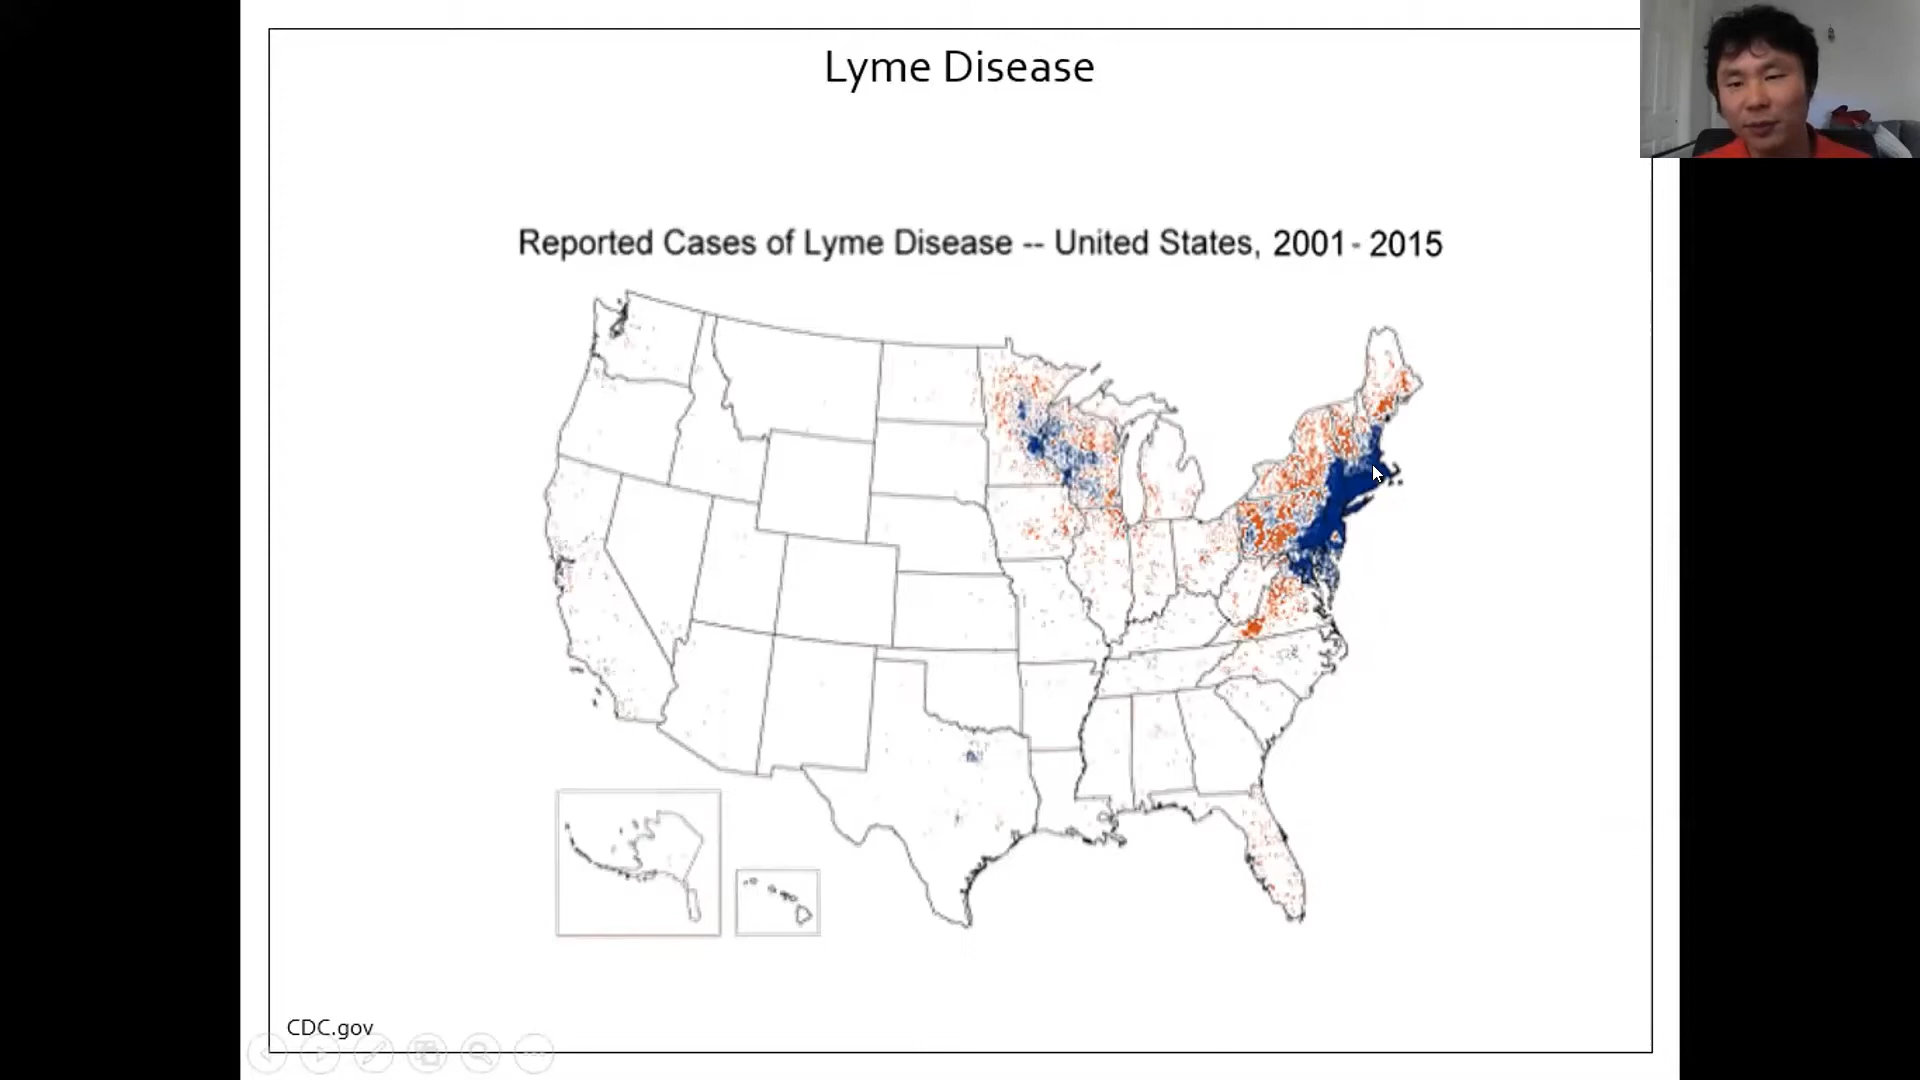 Lyme Disease
Reported Cases of Lyme Disease -- United States, 2001 - 2015
CDC.gov